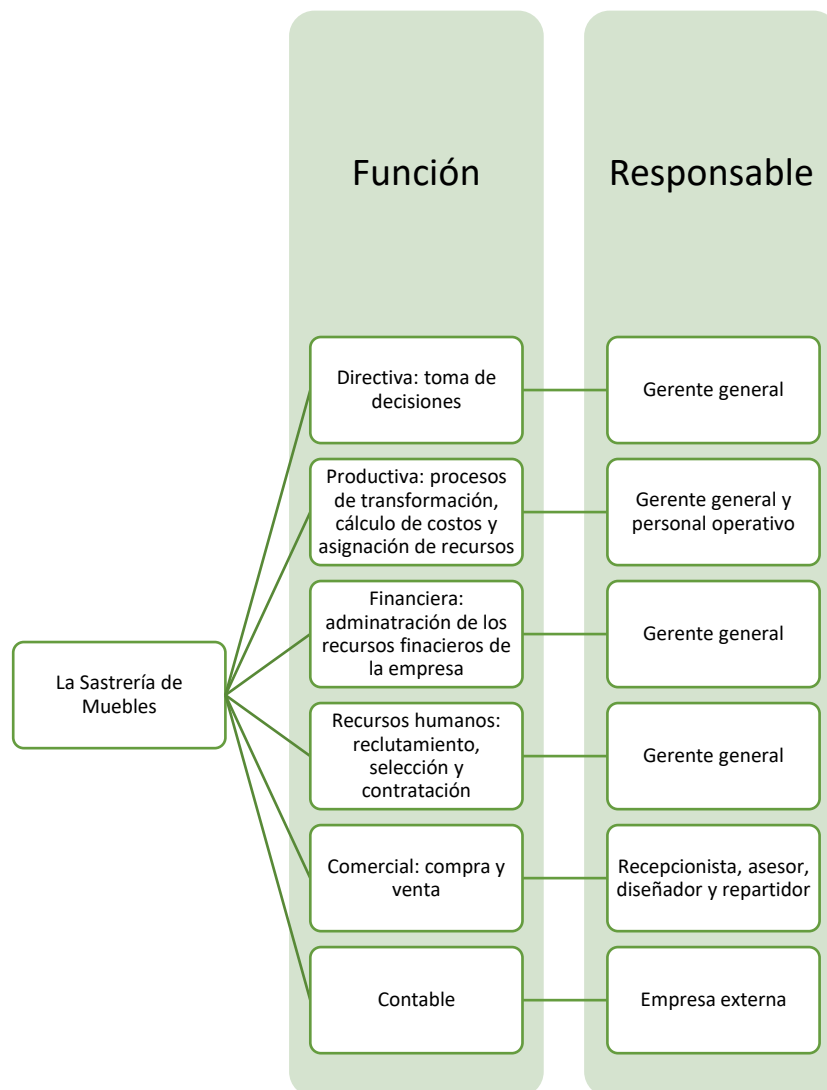 Función
Responsable
La Sastrería de
Muebles
Directiva: toma de
decisiones
Gerente general
Productiva: procesos
de transformación,
cálculo de costos y
asignación de recursos
Gerente general y
personal operativo
Financiera:
adminatración de los
recursos finacieros de
la empresa
Gerente general
Recursos humanos:
reclutamiento,
selección y
contratación
Gerente general
Comercial: compra y
venta
Recepcionista, asesor,
diseñador y repartidor
Contable
Empresa externa